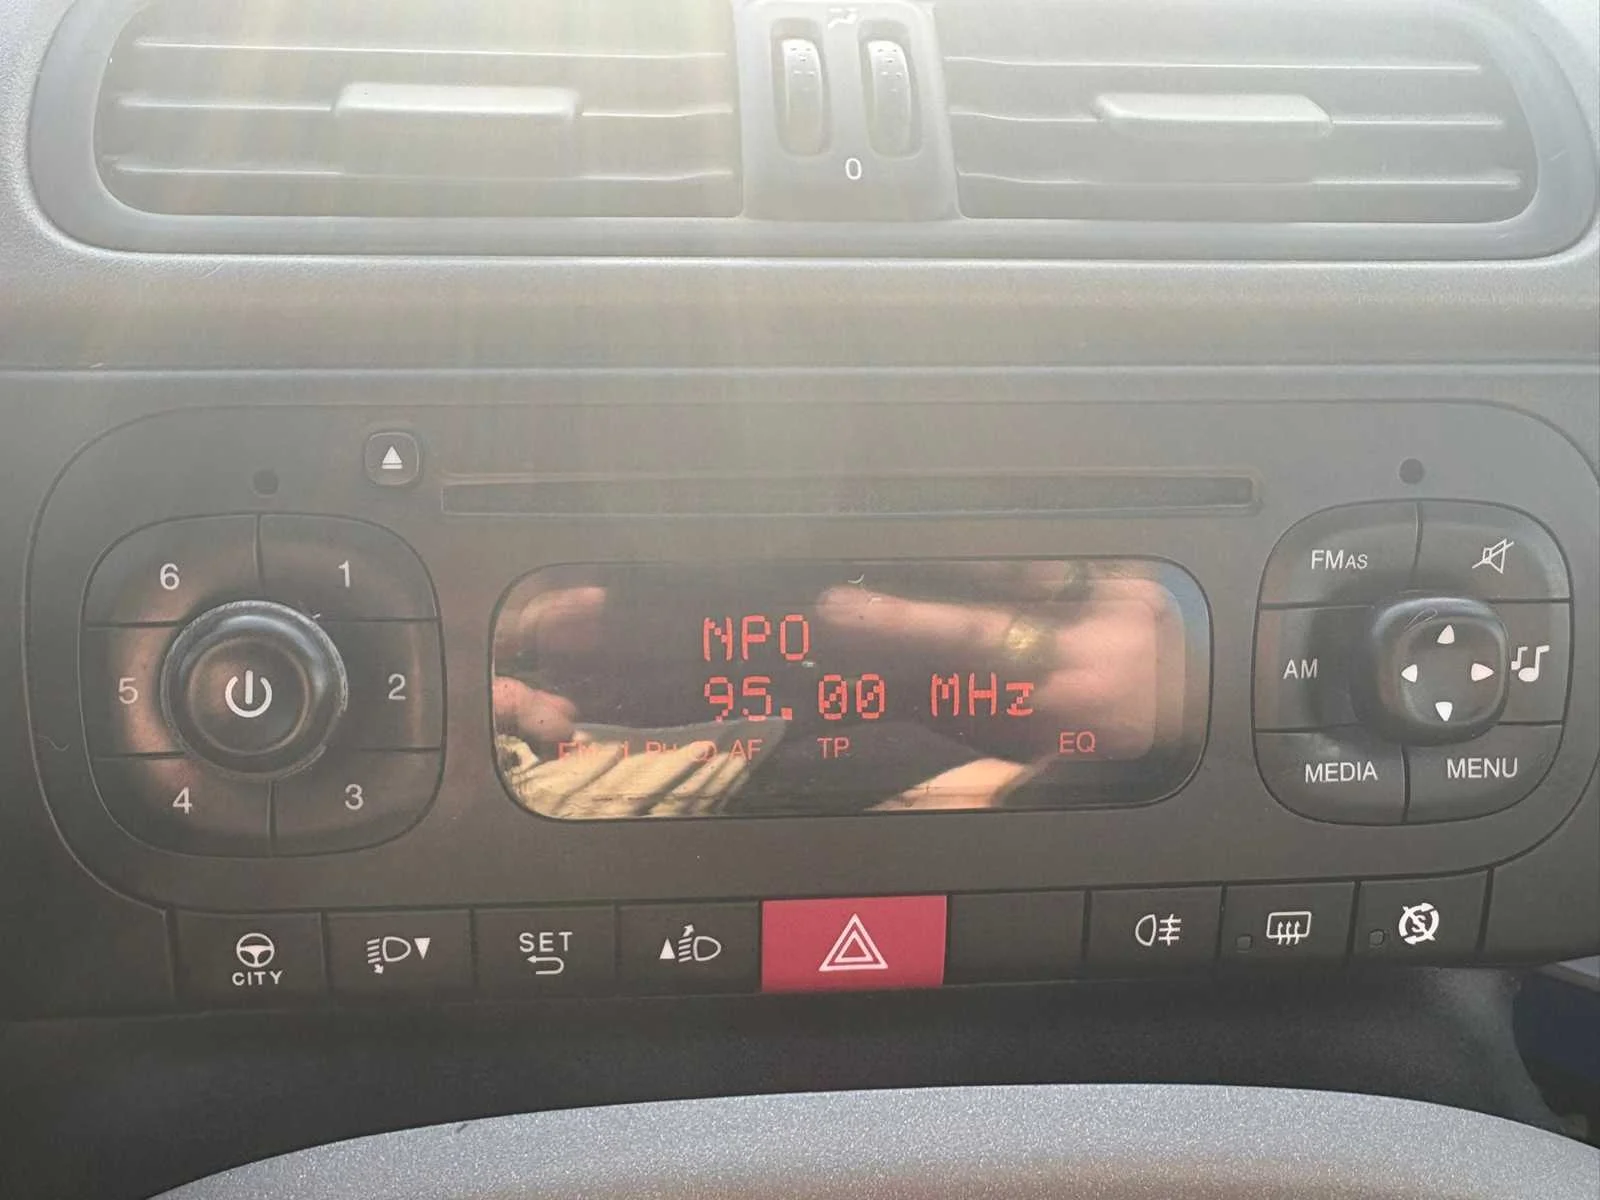 0
6 1
5 2
4 3
NPO
95.00 MHz
AF TP EQ
FMAS
AM
MEDIA MENU
CITY
SET